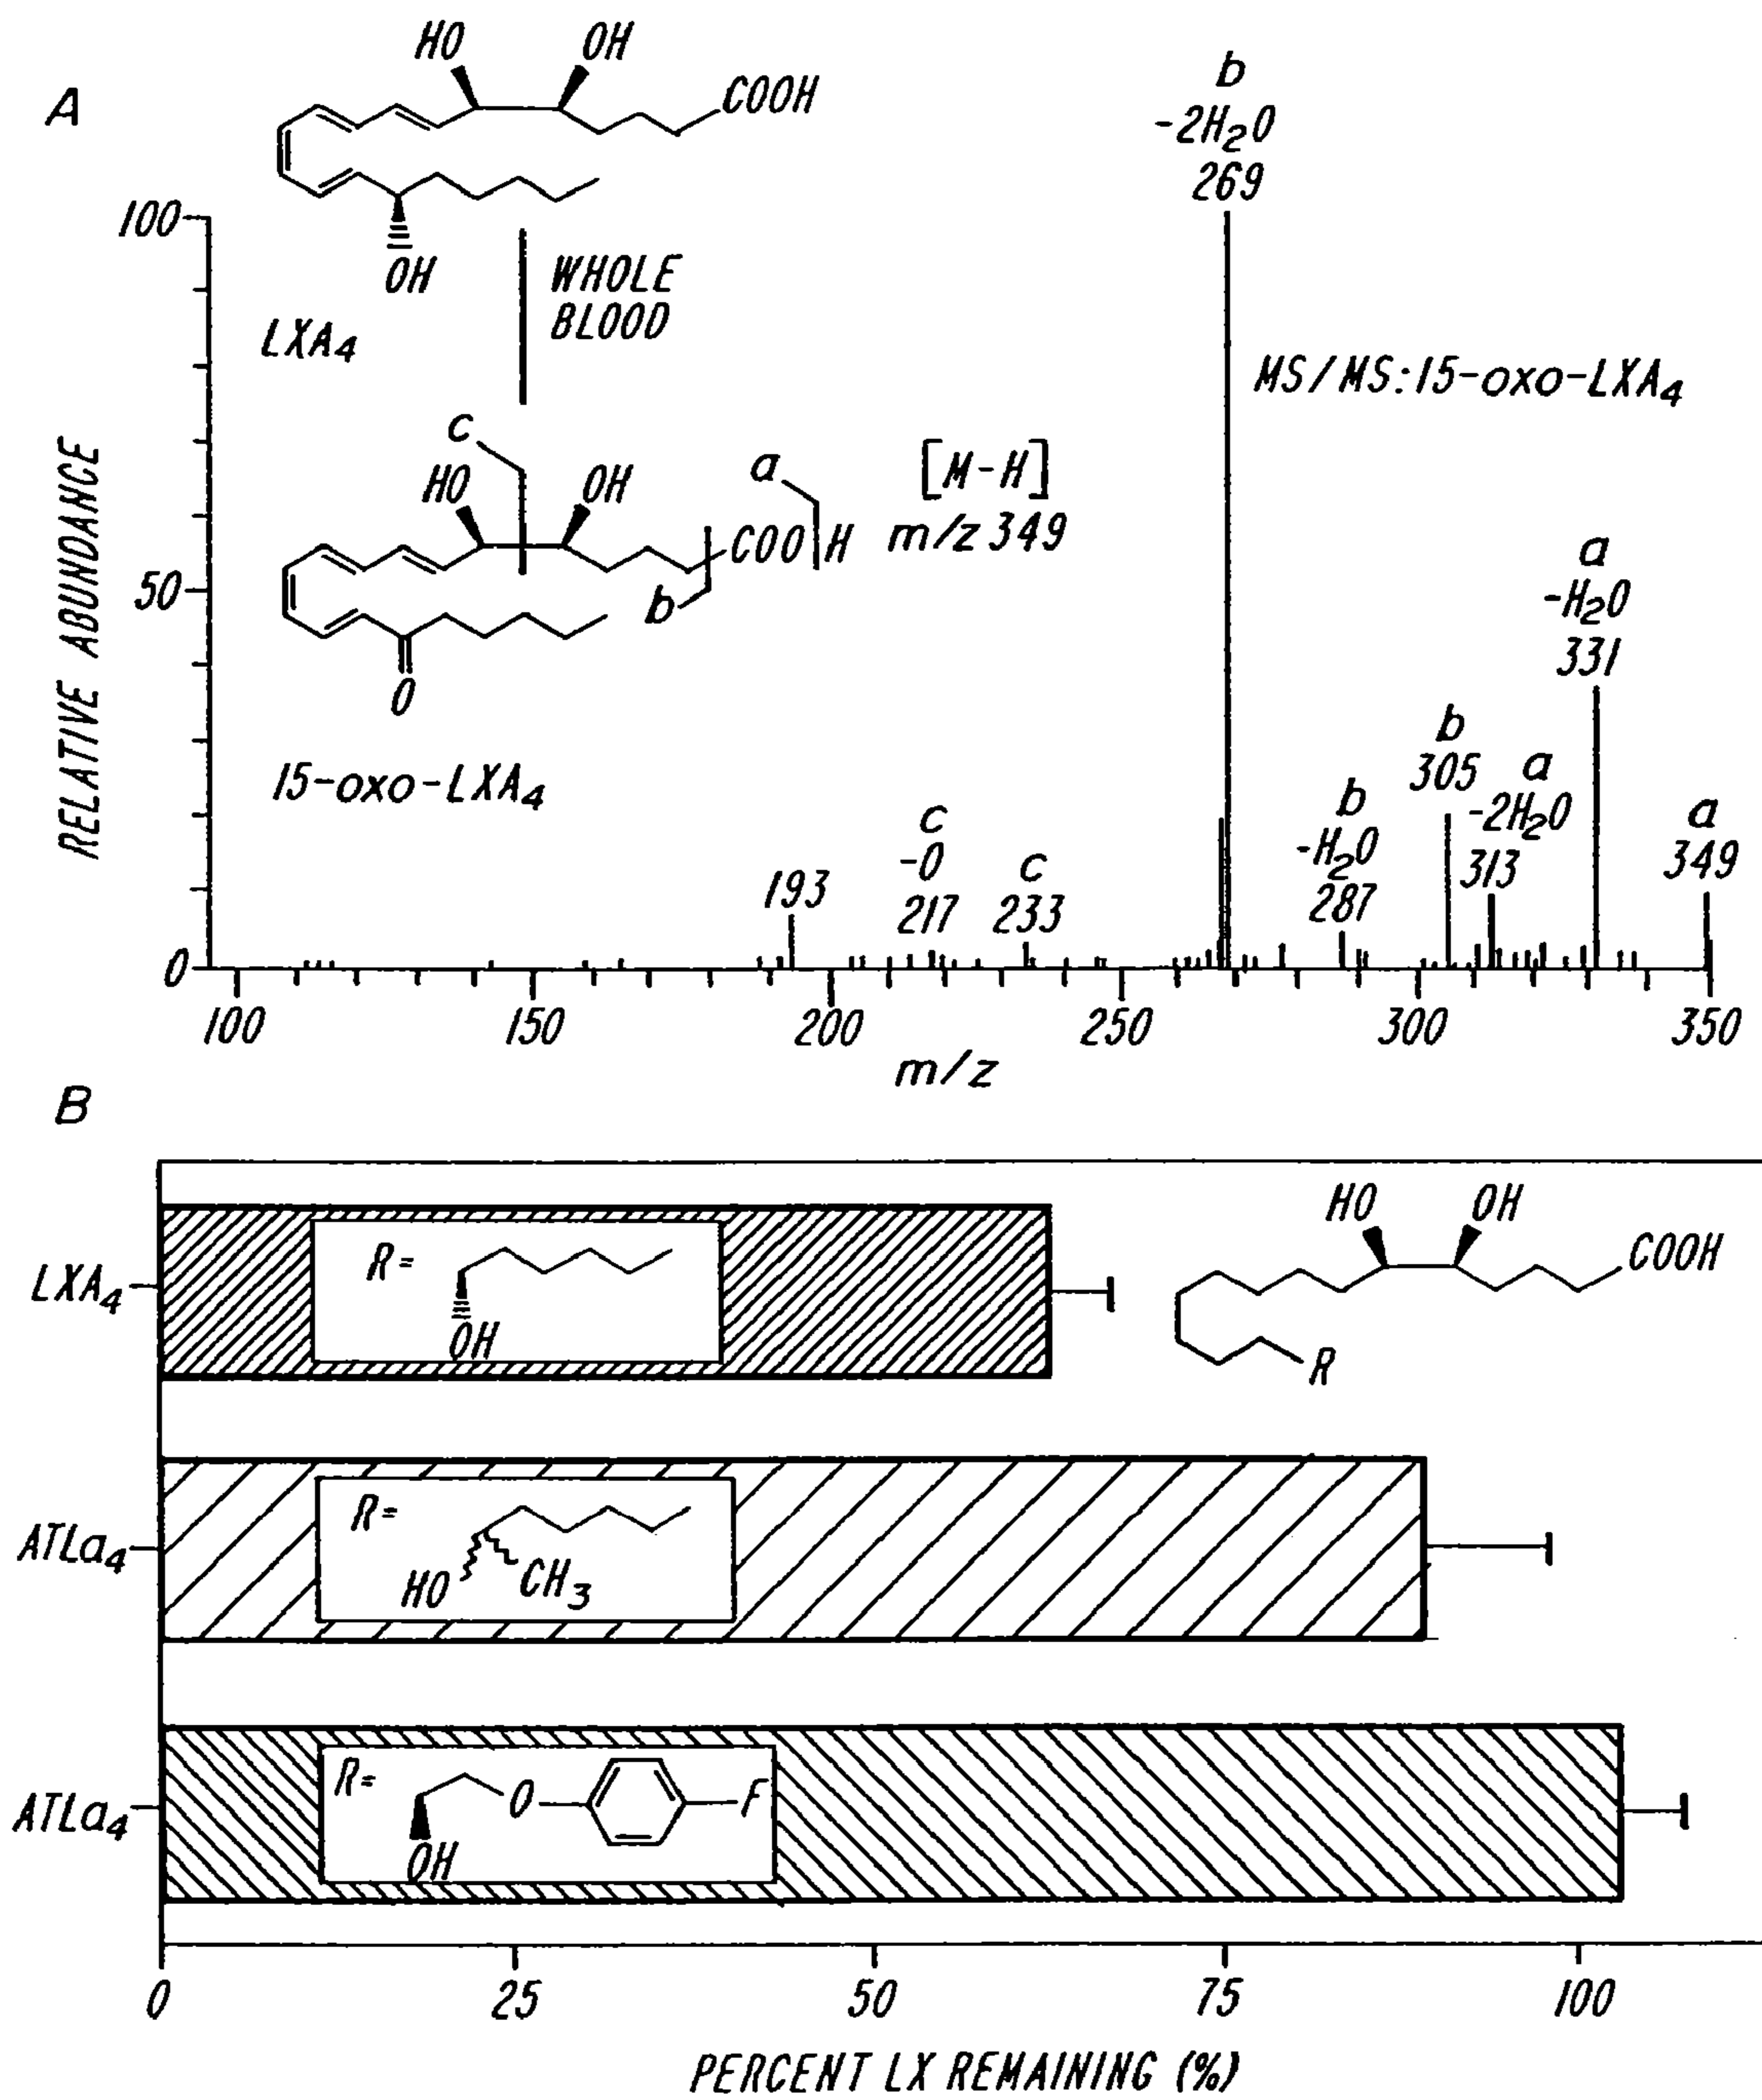 A
HO OH
COOH
OH
LXA4
WHOLE
BLOOD
c
HO OH
a
COO H
b
O
15-oxo-LXA4
[M-H]
m/z 349
MS/MS:15-oxo-LXA4
b
-2H2O
269
a
-H2O
331
b
305
a
-2H2O
313
a
349
b
-H2O
287
c
-O
217
c
233
193
RELATIVE ABUNDANCE
100
50
0
100 150 200 250 300 350
m/z
B
LXA4
R=
OH
HO OH
COOH
R
ATLa4
R=
HO CH3
ATLa4
R=
O F
OH
0 25 50 75 100
PERCENT LX REMAINING (%)